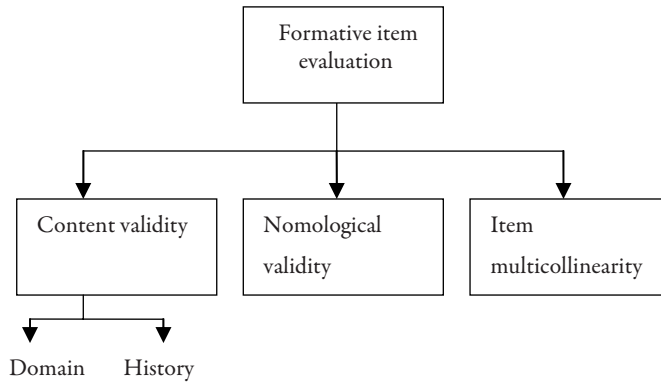 Formative item
evaluation
Content validity
Nomological
validity
Item
multicollinearity
Domain
History